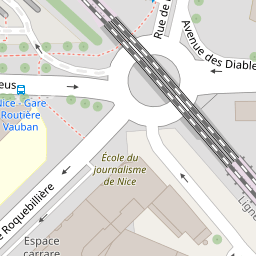 Rue de
Avenue des Diable
eus
Nice - Gare
Routière
Vauban
École du
journalisme
de Nice
e Roquebillière
Ligne
Espace
carrare